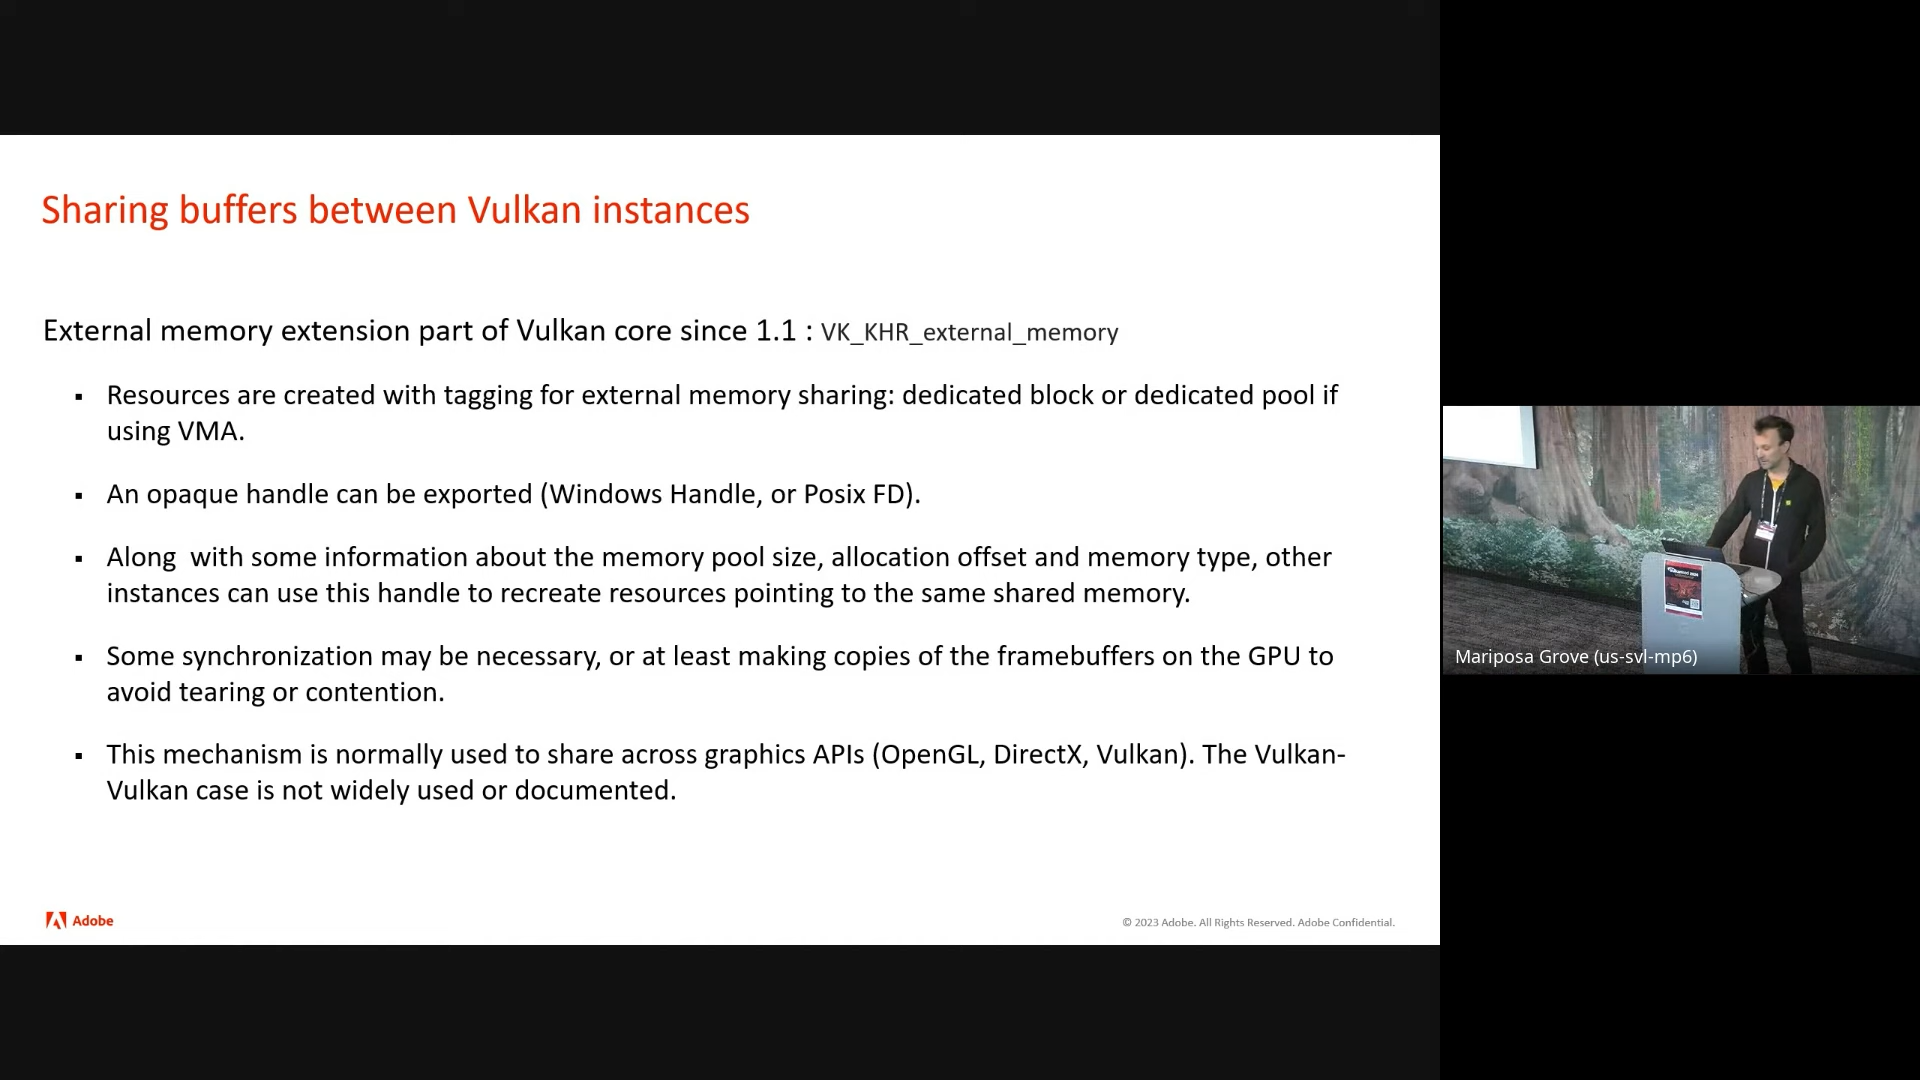 Sharing buffers between Vulkan instances
External memory extension part of Vulkan core since 1.1 : VK_KHR_external_memory
▪ Resources are created with tagging for external memory sharing: dedicated block or dedicated pool if
using VMA.
▪ An opaque handle can be exported (Windows Handle, or Posix FD).
▪ Along  with some information about the memory pool size, allocation offset and memory type, other
instances can use this handle to recreate resources pointing to the same shared memory.
▪ Some synchronization may be necessary, or at least making copies of the framebuffers on the GPU to
avoid tearing or contention.
▪ This mechanism is normally used to share across graphics APIs (OpenGL, DirectX, Vulkan). The Vulkan-
Vulkan case is not widely used or documented.
Adobe
© 2023 Adobe. All Rights Reserved. Adobe Confidential.
Mariposa Grove (us-svl-mp6)